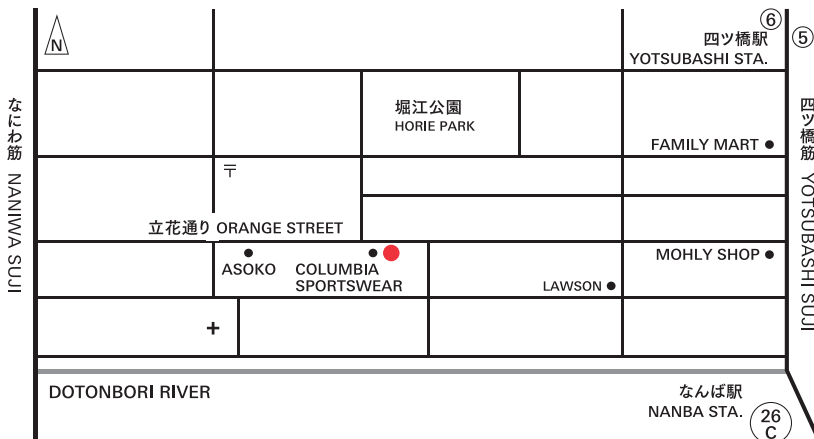 N
⑥
四ツ橋駅
YOTSUBASHI STA.
⑤
堀江公園
HORIE PARK
なにわ筋 NANIWA SUJI
四ツ橋筋 YOTSUBASHI SUJI
FAMILY MART
〒
立花通り ORANGE STREET
ASOKO
COLUMBIA
SPORTSWEAR
MOHLY SHOP
LAWSON
DOTONBORI RIVER
なんば駅
NANBA STA.
26
C